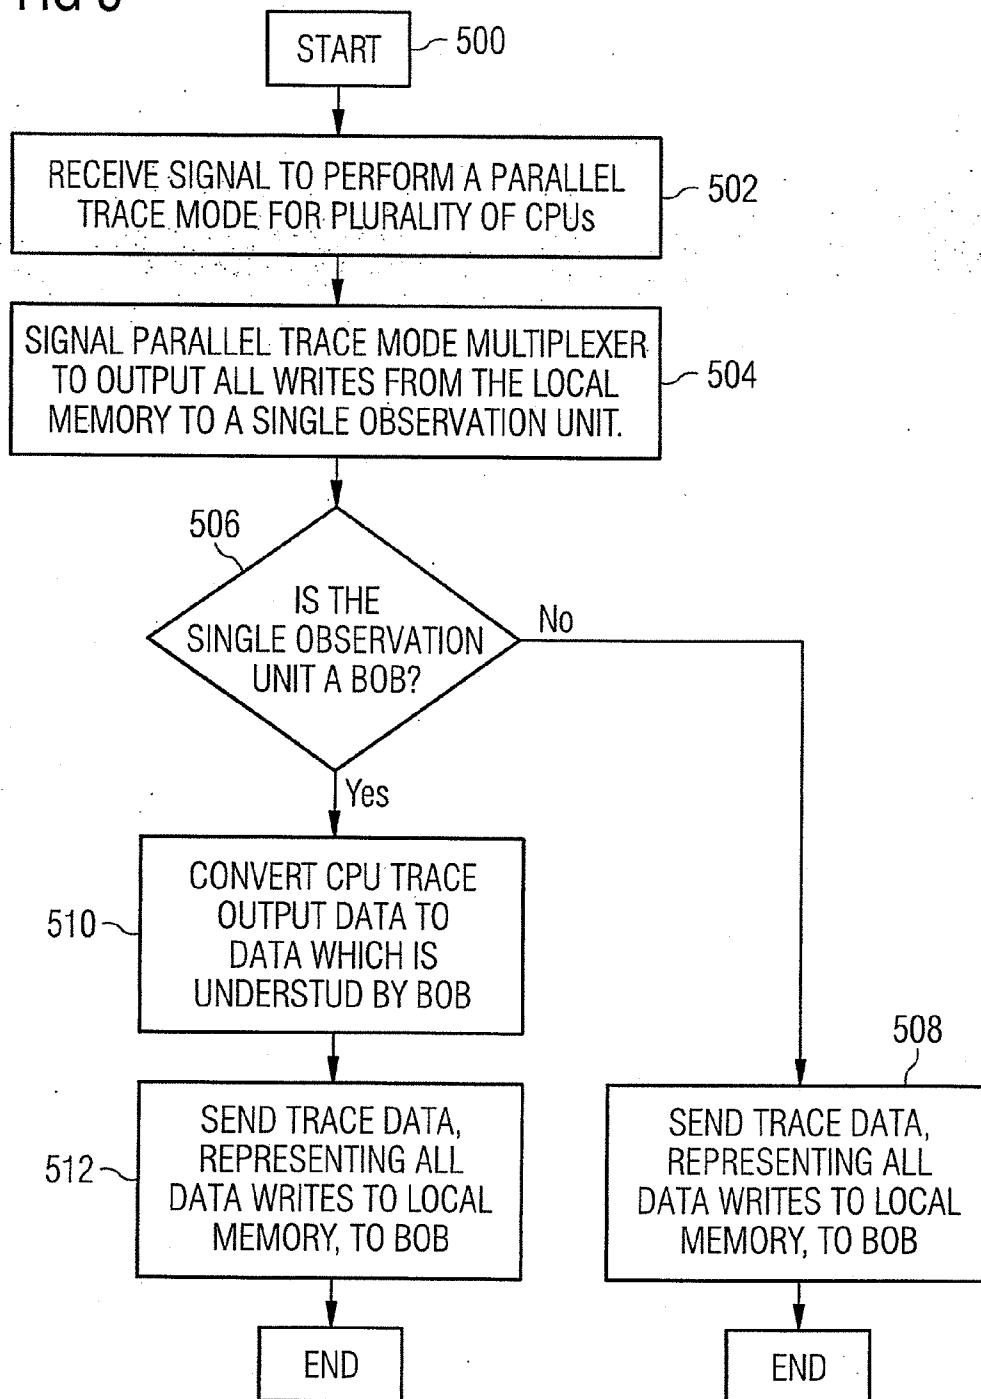 START
500
RECEIVE SIGNAL TO PERFORM A PARALLEL
TRACE MODE FOR PLURALITY OF CPUs
502
SIGNAL PARALLEL TRACE MODE MULTIPLEXER
TO OUTPUT ALL WRITES FROM THE LOCAL
MEMORY TO A SINGLE OBSERVATION UNIT.
504
506
IS THE
SINGLE OBSERVATION
UNIT A BOB?
No
Yes
CONVERT CPU TRACE
OUTPUT DATA TO
DATA WHICH IS
UNDERSTUD BY BOB
510
508
SEND TRACE DATA,
REPRESENTING ALL
DATA WRITES TO LOCAL
MEMORY, TO BOB
512
SEND TRACE DATA,
REPRESENTING ALL
DATA WRITES TO LOCAL
MEMORY, TO BOB
END
END